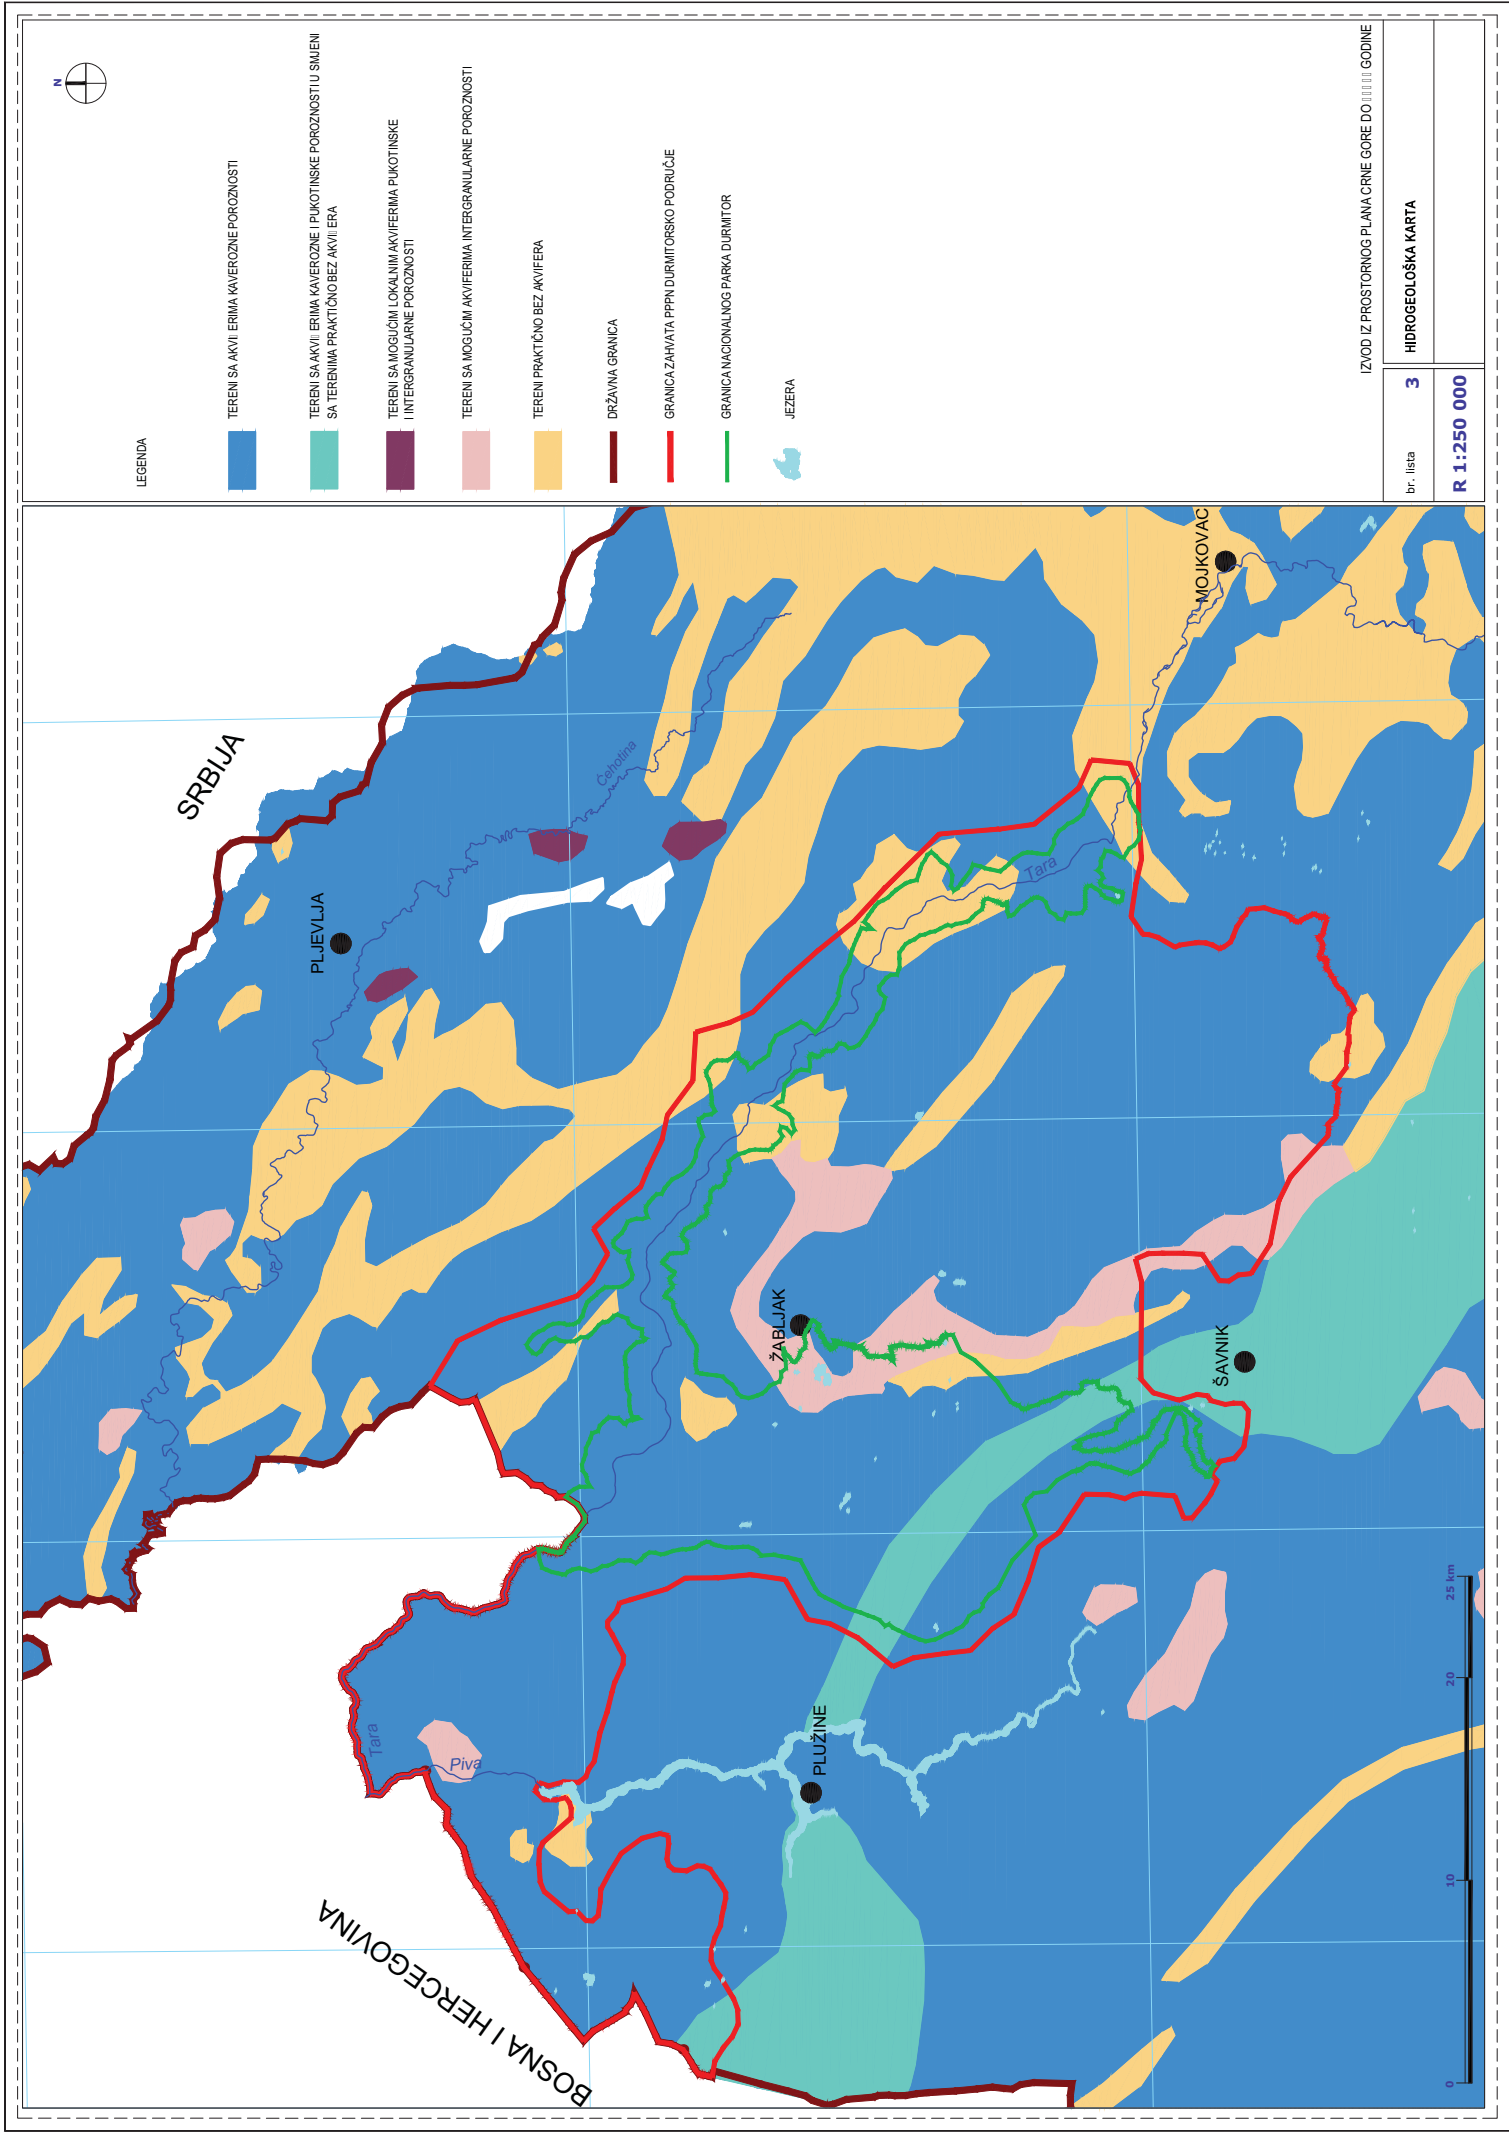 N
LEGENDA
TERENI SA AKVIFERIMA KAVEROZNE POROZNOSTI
TERENI SA AKVIFERIMA KAVEROZNE I PUKOTINSKE POROZNOSTI U SMJENI
SA TERENIMA PRAKTIČNO BEZ AKVIFERA
TERENI SA MOGUĆIM LOKALNIM AKVIFERIMA PUKOTINSKE
I INTERGRANULARNE POROZNOSTI
TERENI SA MOGUĆIM AKVIFERIMA INTERGRANULARNE POROZNOSTI
TERENI PRAKTIČNO BEZ AKVIFERA
DRŽAVNA GRANICA
GRANICA ZAHVATA PPPN DURMITORSKO PODRUČJE
GRANICA NACIONALNOG PARKA DURMITOR
JEZERA
IZVOD IZ PROSTORNOG PLANA CRNE GORE DO GODINE
br. lista
3
HIDROGEOLOŠKA KARTA
R 1:250 000
SRBIJA
PLJEVLJA
Čehotina
MOJKOVAC
Tara
ŽABLJAK
ŠAVNIK
Tara
Piva
PLUŽINE
BOSNA I HERCEGOVINA
0
10
20
25 km